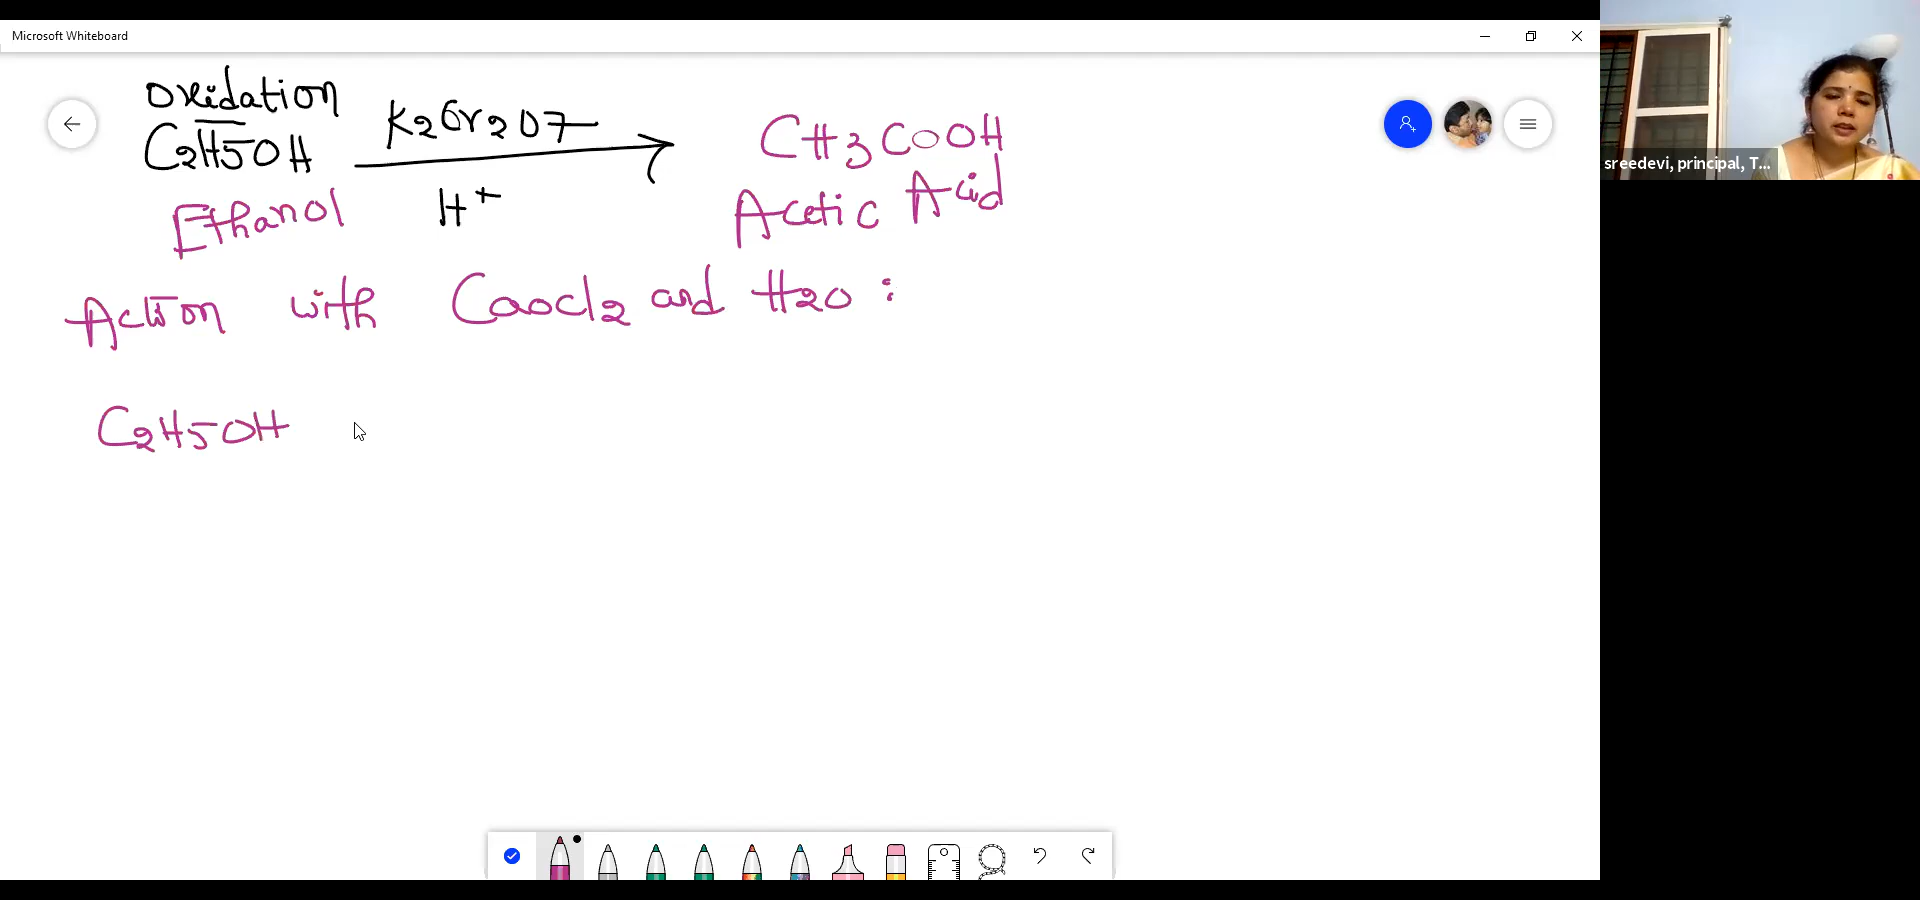 Microsoft Whiteboard
Oxidation
C2H5OH
K2Cr2O7
H+
CH3COOH
Ethanol
Acetic Acid
Action with CaOCl2 and H2O :
C2H5OH
sreedevi, principal, T...